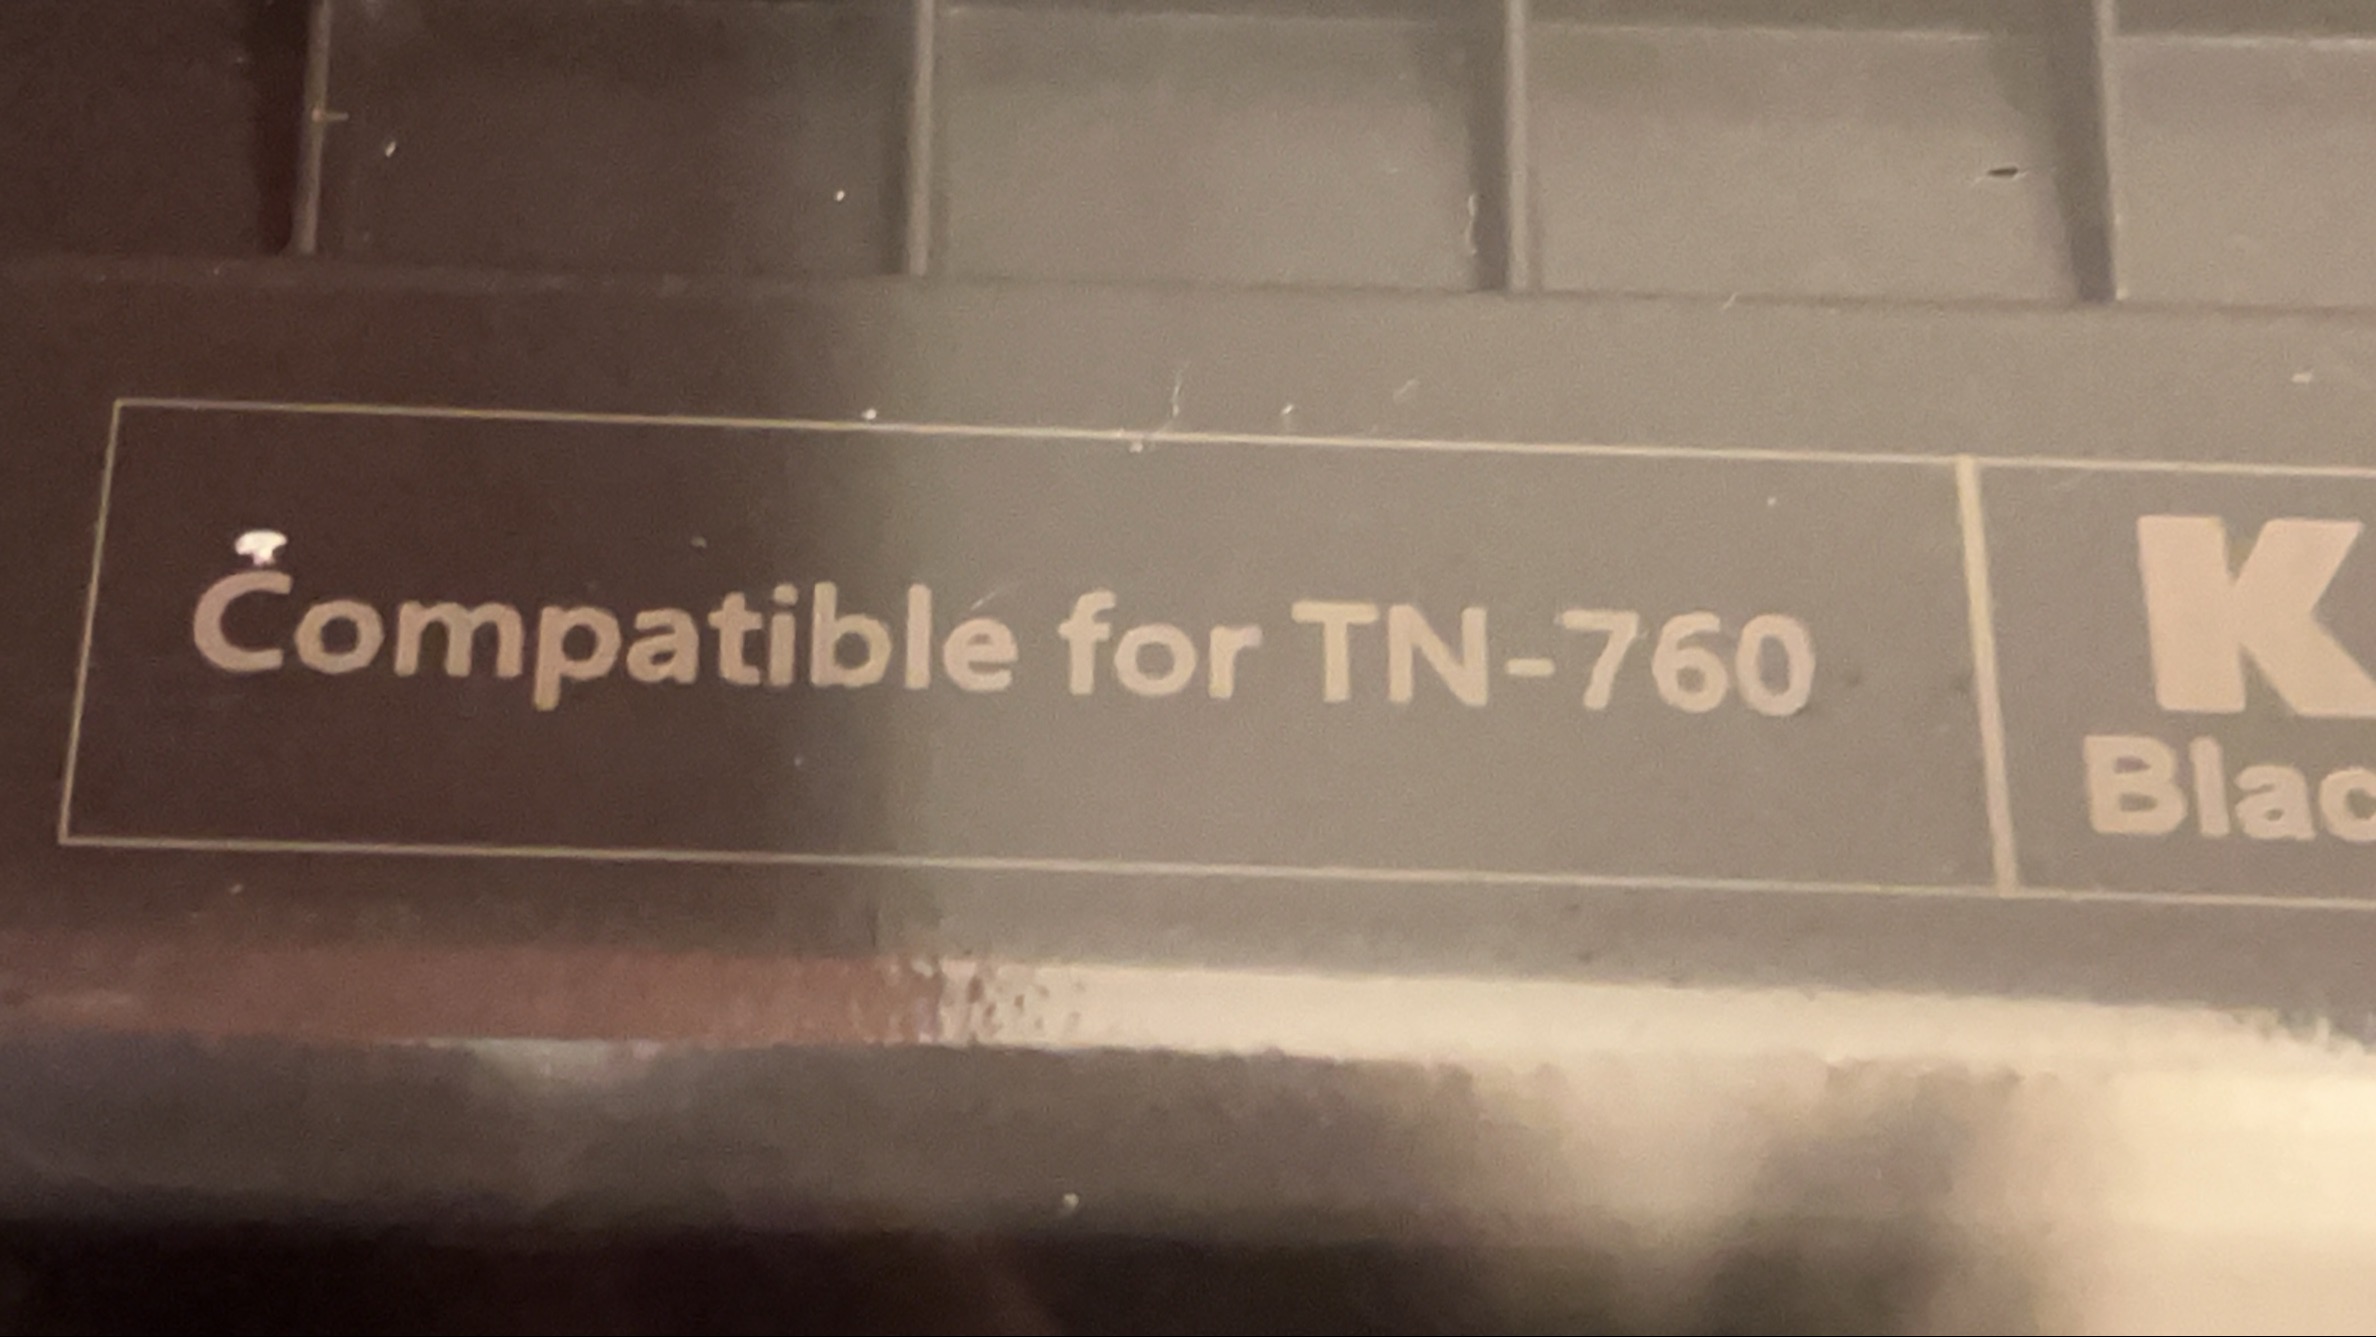 Compatible for TN-760
K
Blac